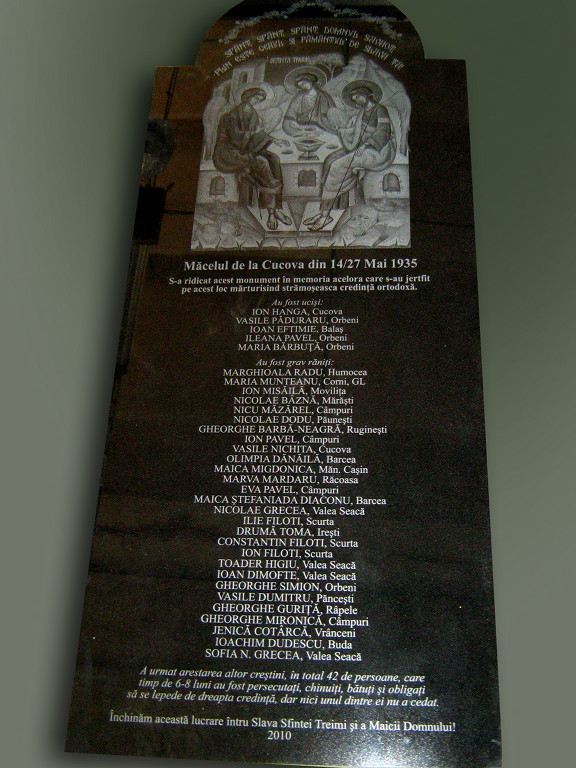 SFÂNT, SFÂNT, SFÂNT DOMNUL SAVAOT
PLIN ESTE CERUL ȘI PĂMÂNTUL DE SLAVA TA
SFÂNTA TREIME
Măcelul de la Cucova din 14/27 Mai 1935
S-a ridicat acest monument în memoria acelora care s-au jertfit
pe acest loc mărturisind strămoșeasca credință ortodoxă.
Au fost uciși:
ION HANGA, Cucova
VASILE PĂDURARU, Orbeni
IOAN EFTIMIE, Balaș
ILEANA PAVEL, Orbeni
MARIA BĂRBUȚĂ, Orbeni
Au fost grav răniți:
MARGHIOALA RADU, Humocea
MARIA MUNTEANU, Corni, GL
ION MISĂILĂ, Movilița
NICOLAE BĂZNĂ, Mărăști
NICU MĂZĂREL, Câmpuri
NICOLAE DODU, Păunești
GHEORGHE BARBĂ-NEAGRĂ, Ruginești
ION PAVEL, Câmpuri
VASILE NICHITA, Cucova
OLIMPIA DĂNĂILĂ, Barcea
MAICA MIGDONICA, Măn. Cașin
MARVA MARDARU, Răcoasa
EVA PAVEL, Câmpuri
MAICA ȘTEFANIADA DIACONU, Barcea
NICOLAE GRECEA, Valea Seacă
ILIE FILOTI, Scurta
DRUMĂ TOMA, Irești
CONSTANTIN FILOTI, Scurta
ION FILOTI, Scurta
TOADER HIGIU, Valea Seacă
IOAN DIMOFTE, Valea Seacă
GHEORGHE SIMION, Orbeni
VASILE DUMITRU, Păncești
GHEORGHE GURIȚĂ, Râpele
GHEORGHE MIRONICĂ, Câmpuri
JENICĂ COTÂRCĂ, Vrânceni
IOACHIM DUDESCU, Buda
SOFIA N. GRECEA, Valea Seacă
A urmat arestarea altor creștini, în total 42 de persoane, care
timp de 6-8 luni au fost persecutați, chinuiți, bătuți și obligați
să se lepede de dreapta credință, dar nici unul dintre ei nu a cedat.
Închinăm această lucrare întru Slava Sfintei Treimi și a Maicii Domnului!
2010